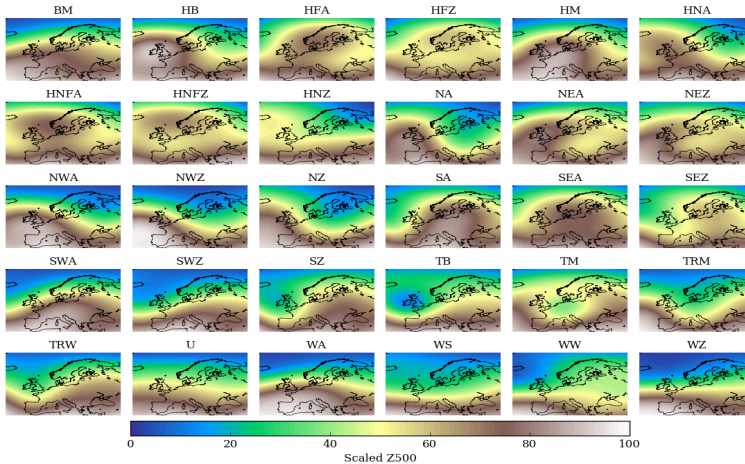 BM HB HFA HFZ HM HNA
HNFA HNFZ HNZ NA NEA NEZ
NWA NWZ NZ SA SEA SEZ
SWA SWZ SZ TB TM TRM
TRW U WA WS WW WZ
0 20 40 60 80 100
Scaled Z500